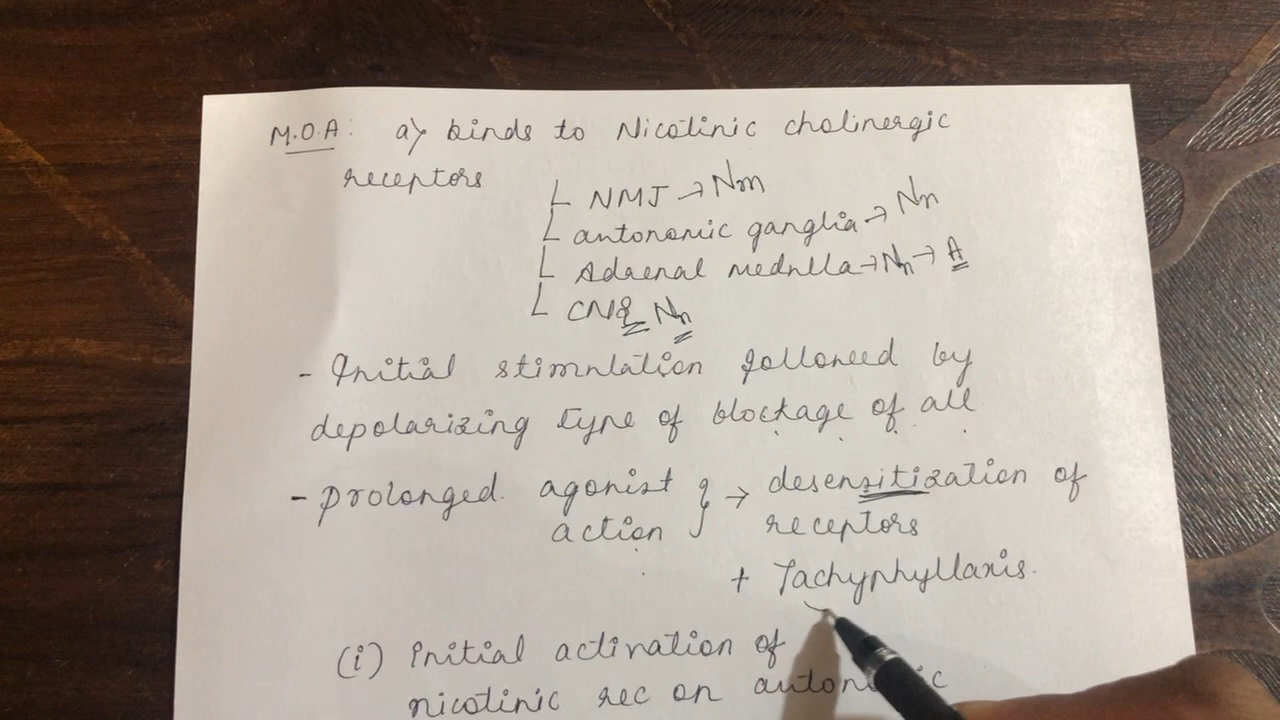 M.O.A: a) binds to Nicotinic cholinergic
receptors
NMJ → Nm
autonomic ganglia → Nn
Adrenal medulla → Nn → A
CNS Nn
- Initial stimulation followed by
depolarizing type of blockage of all
- prolonged agonist } → desensitization of
action receptors
+ Tachyphyllaxis.
(i) Initial activation of
nicotinic rec on